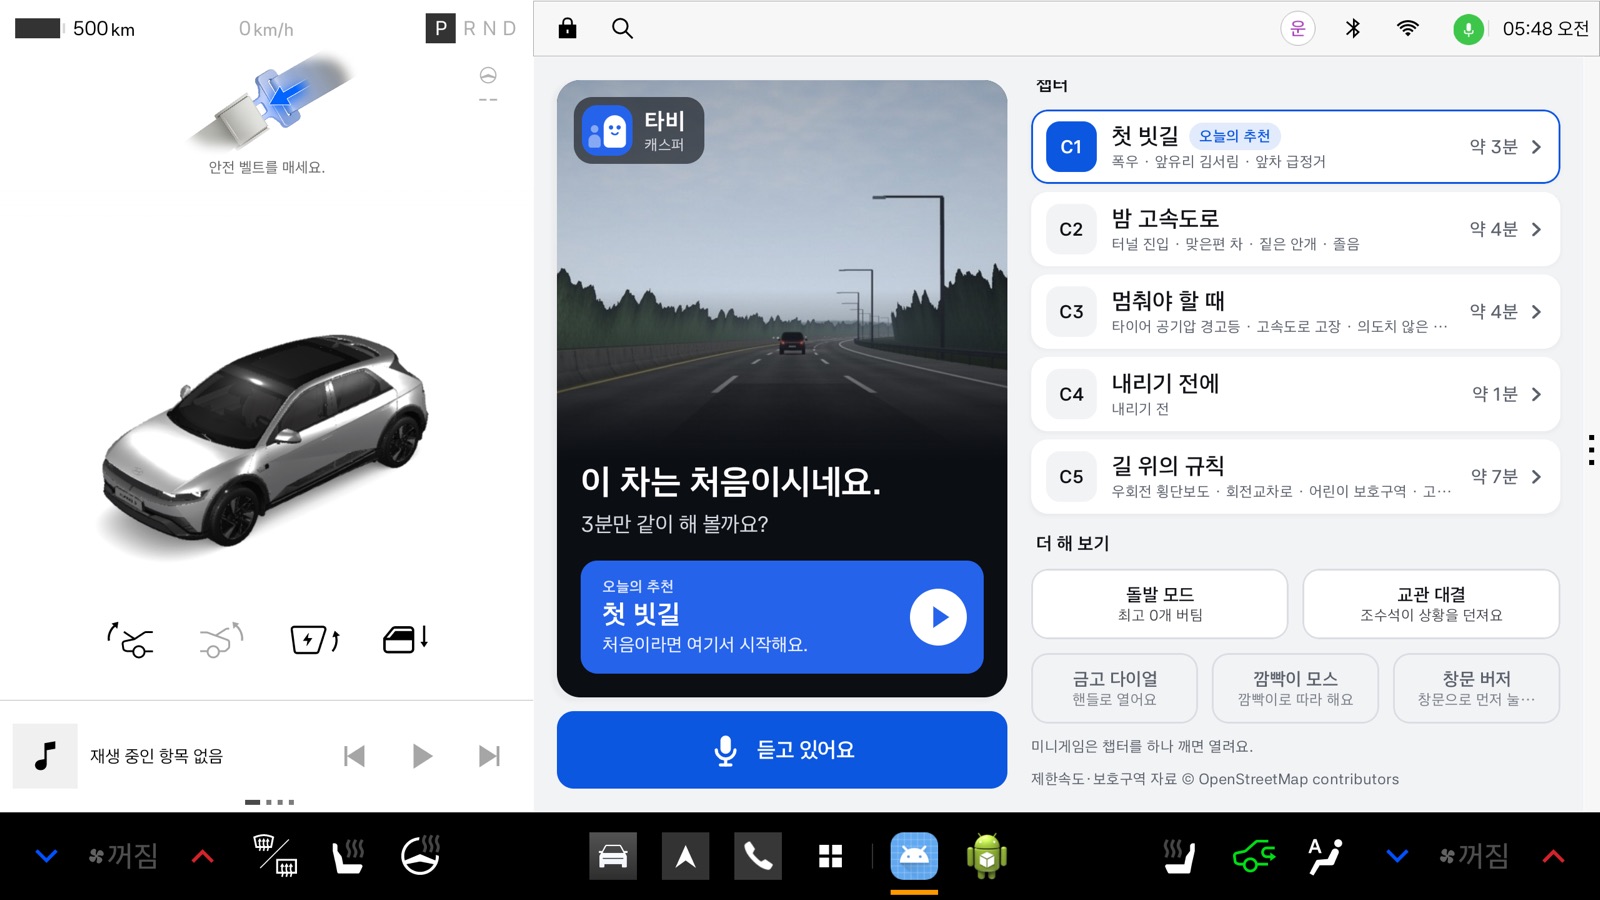 500 km
0 km/h
P R N D
안전 벨트를 매세요.
재생 중인 항목 없음
운
05:48 오전
타비
캐스퍼
이 차는 처음이시네요.
3분만 같이 해 볼까요?
오늘의 추천
첫 빗길
처음이라면 여기서 시작해요.
듣고 있어요
챕터
C1
첫 빗길 오늘의 추천
폭우 · 앞유리 김서림 · 앞차 급정거
약 3분
C2
밤 고속도로
터널 진입 · 맞은편 차 · 짙은 안개 · 졸음
약 4분
C3
멈춰야 할 때
타이어 공기압 경고등 · 고속도로 고장 · 의도치 않은 ···
약 4분
C4
내리기 전에
내리기 전
약 1분
C5
길 위의 규칙
우회전 횡단보도 · 회전교차로 · 어린이 보호구역 · 고···
약 7분
더 해 보기
돌발 모드
최고 0개 버팀
교관 대결
조수석이 상황을 던져요
금고 다이얼
핸들로 열어요
깜빡이 모스
깜빡이로 따라 해요
창문 버저
창문으로 먼저 눌···
미니게임은 챕터를 하나 깨면 열려요.
제한속도·보호구역 자료 © OpenStreetMap contributors
꺼짐
A
꺼짐